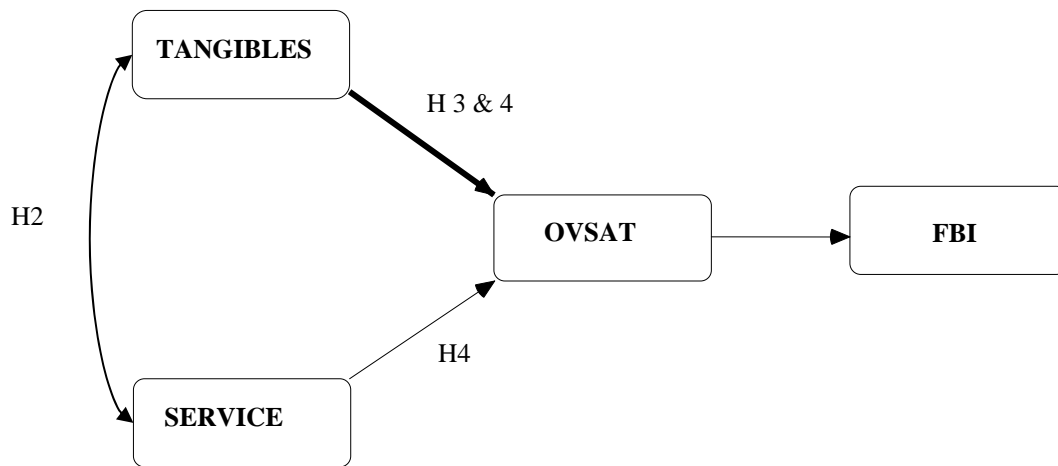 TANGIBLES
H 3 & 4
H2
OVSAT
FBI
H4
SERVICE